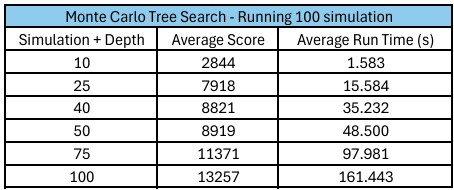 Monte Carlo Tree Search - Running 100 simulation
Simulation + Depth Average Score Average Run Time (s)
10 2844 1.583
25 7918 15.584
40 8821 35.232
50 8919 48.500
75 11371 97.981
100 13257 161.443